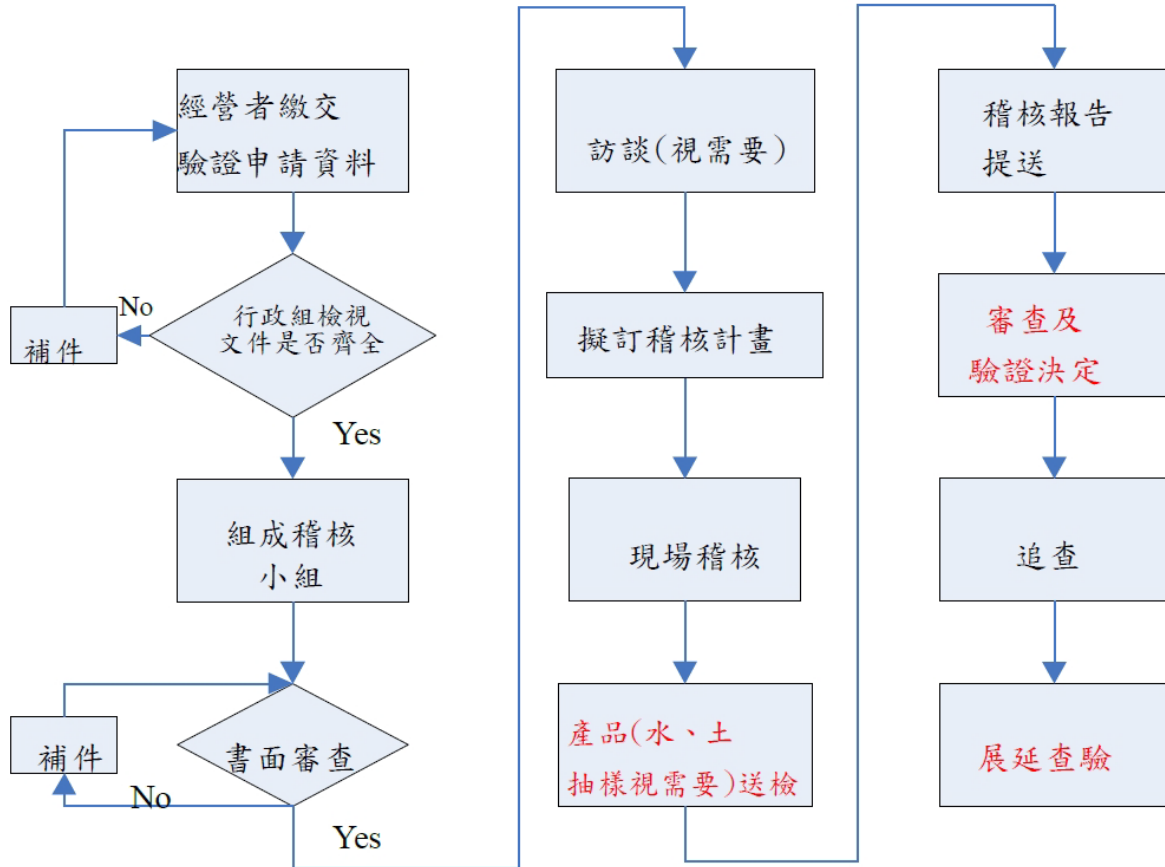 經營者繳交
驗證申請資料
No
行政組檢視
文件是否齊全
補件
Yes
組成稽核
小組
書面審查
補件
No
Yes
訪談(視需要)
擬訂稽核計畫
現場稽核
產品(水、土
抽樣視需要)送檢
稽核報告
提送
審查及
驗證決定
追查
展延查驗